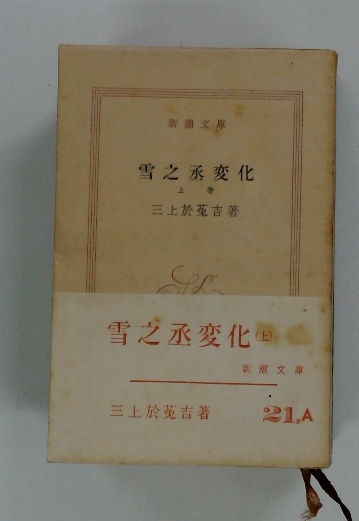 新潮文庫
雪之丞変化
上巻
三上於菟吉著
雪之丞変化(上)
新潮文庫
三上於菟吉著
21,A